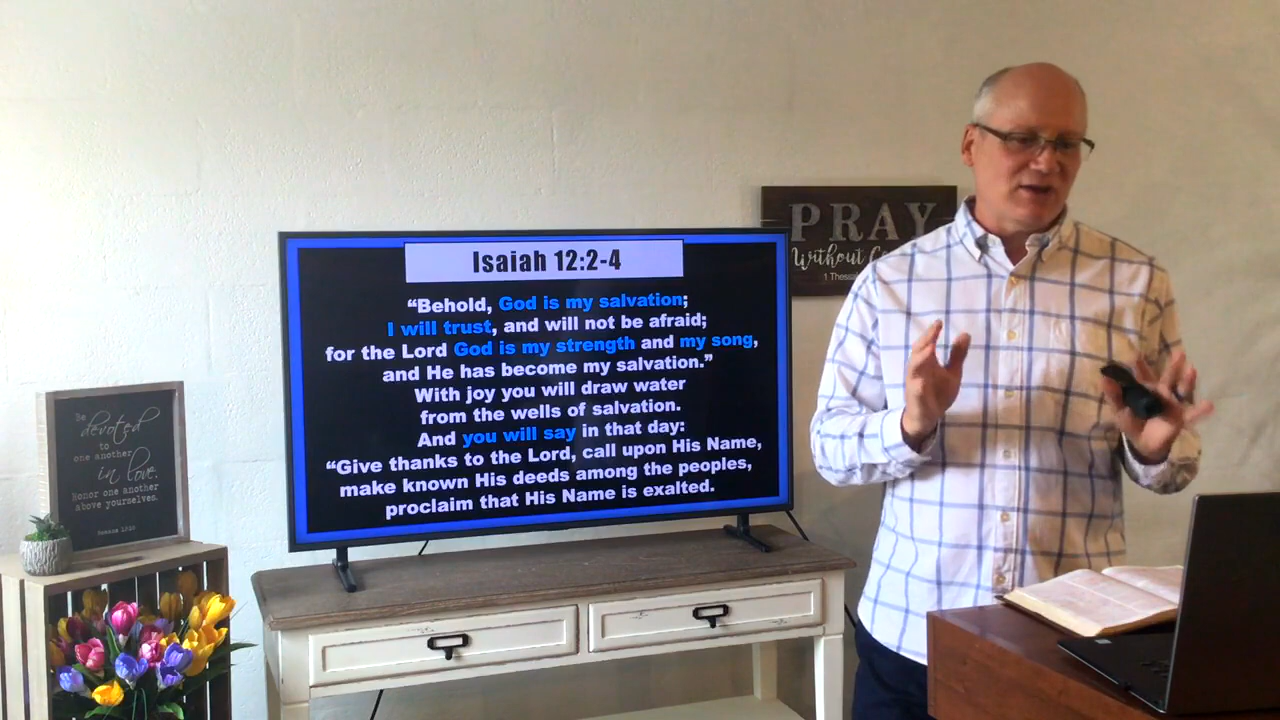 Isaiah 12:2-4
“Behold, God is my salvation;
I will trust, and will not be afraid;
for the Lord God is my strength and my song,
and He has become my salvation.”
With joy you will draw water
from the wells of salvation.
And you will say in that day:
“Give thanks to the Lord, call upon His Name,
make known His deeds among the peoples,
proclaim that His Name is exalted.
PRAY
Without
1
Be
devoted
to
one another
in love.
Honor one another
above yourselves.
Romans